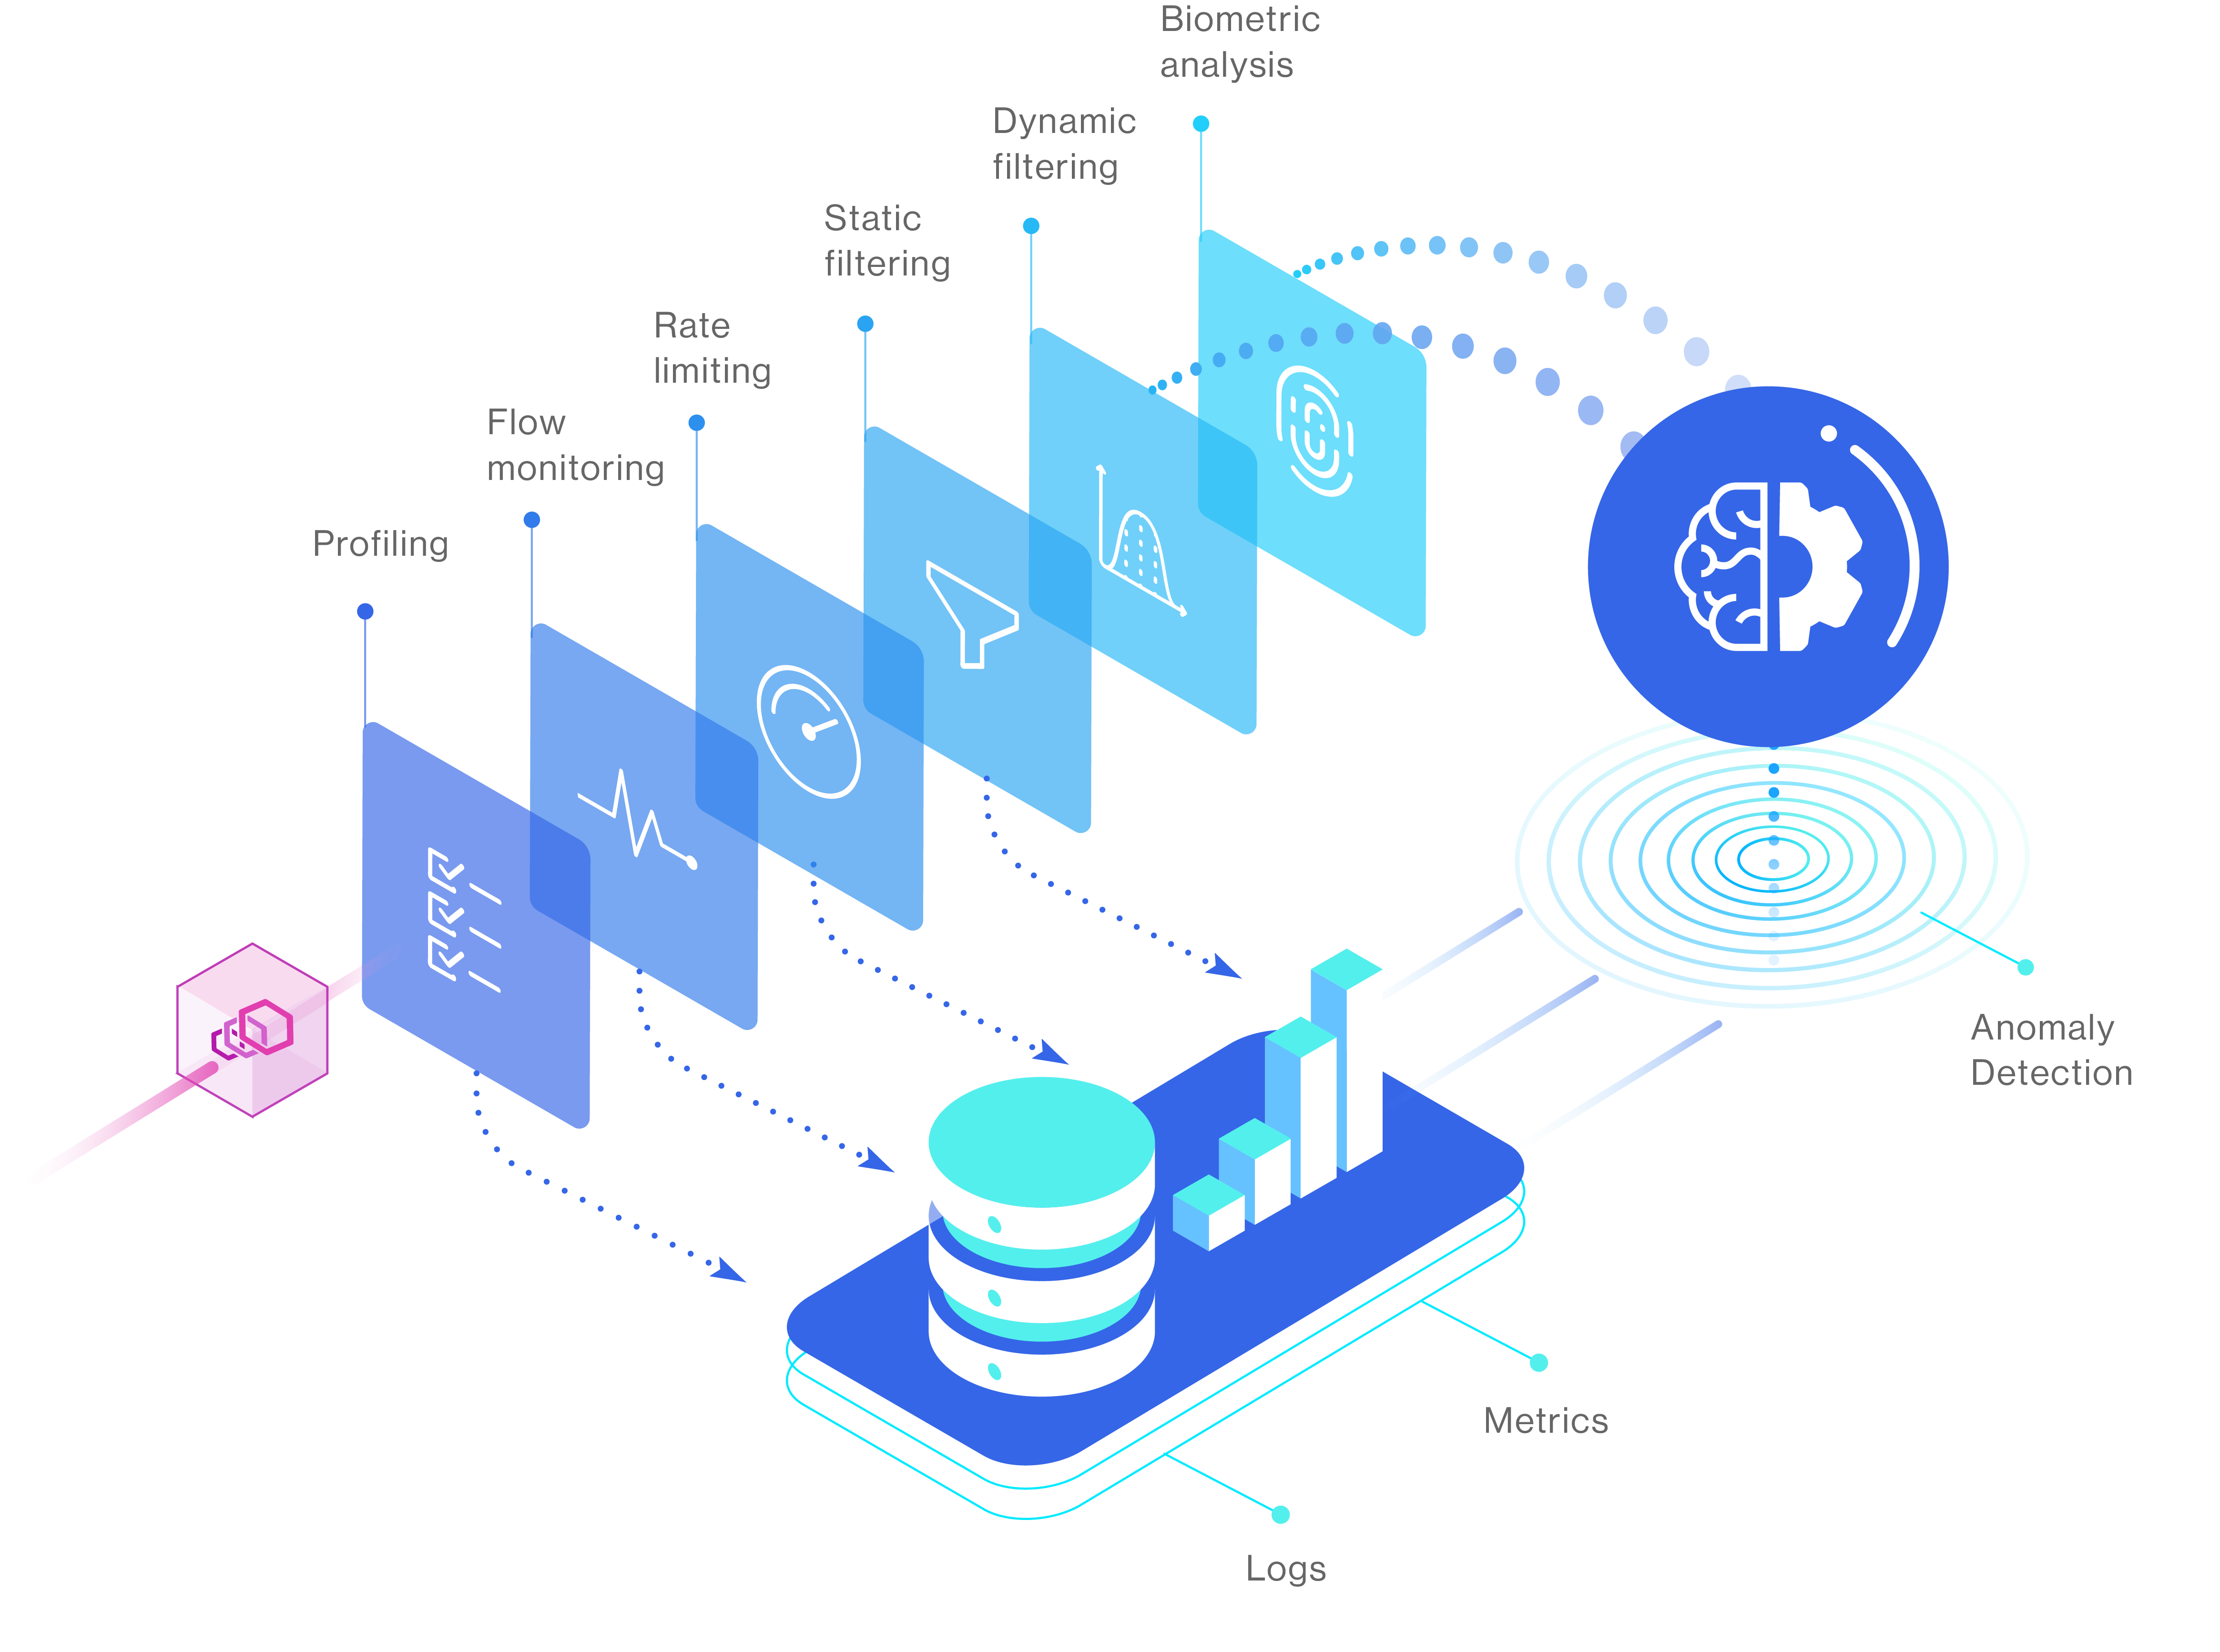 Biometric
analysis
Dynamic
filtering
Static
filtering
Rate
limiting
Flow
monitoring
Profiling
Anomaly
Detection
Metrics
Logs